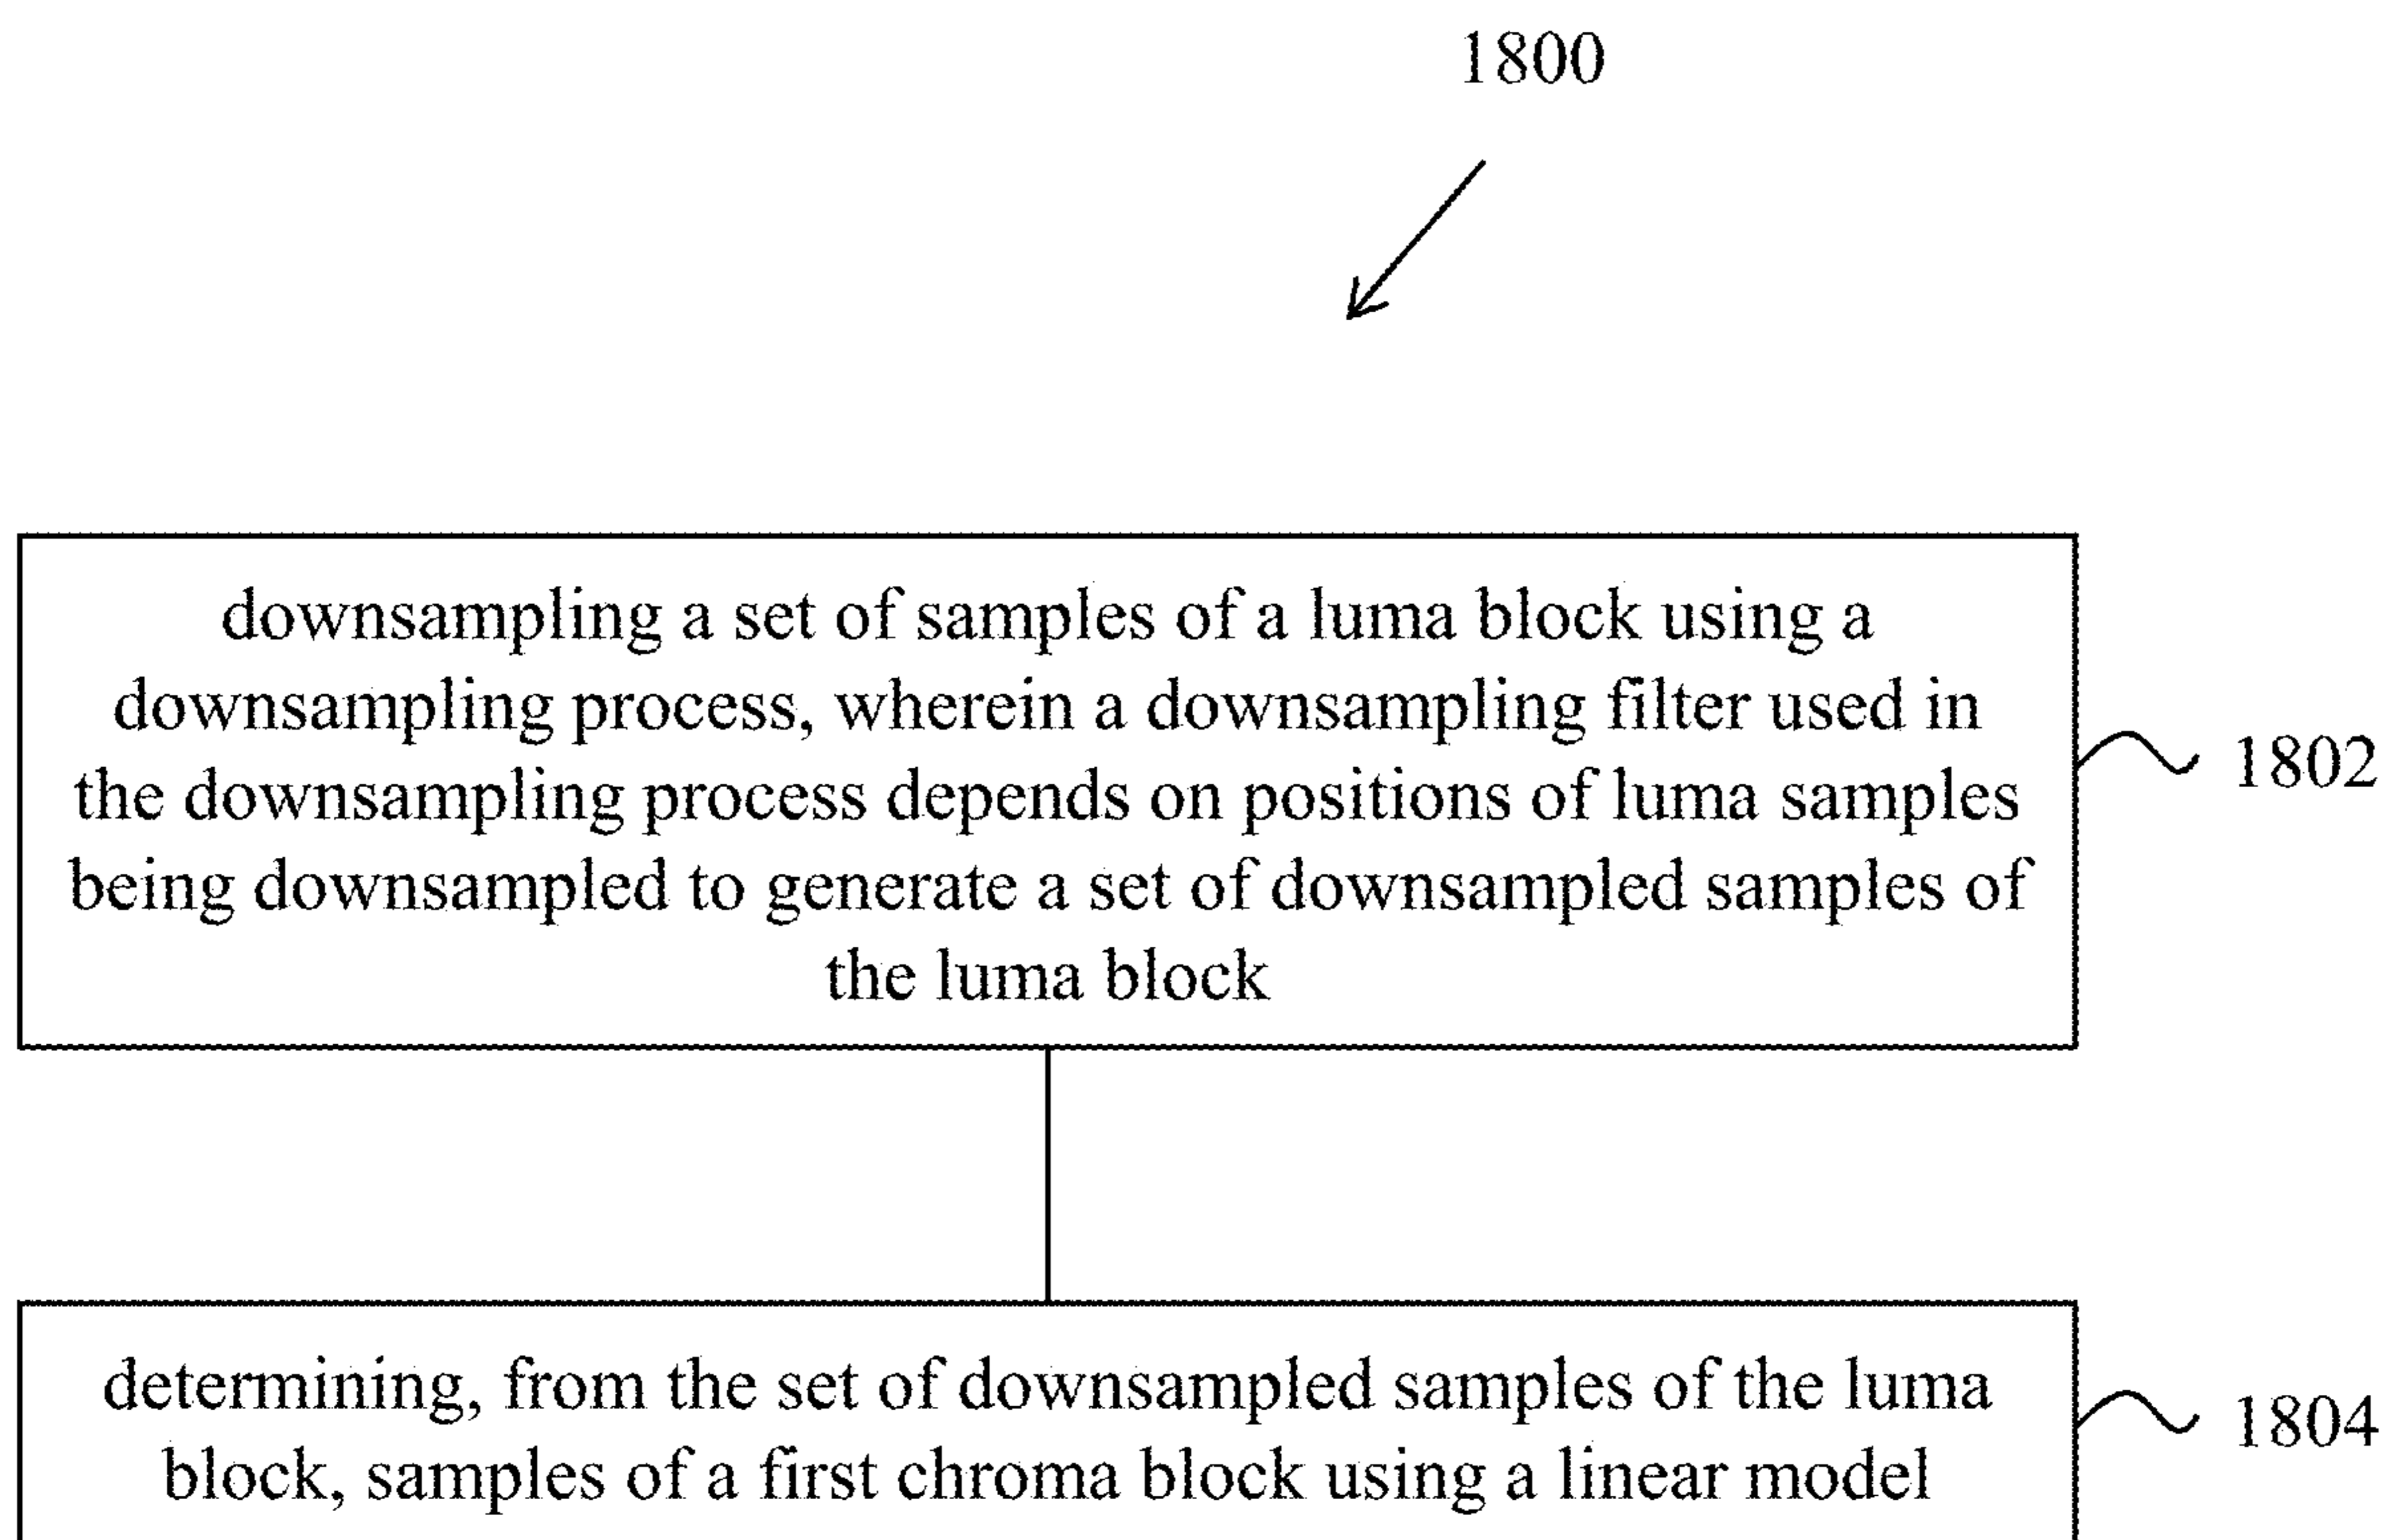 1800
downsampling a set of samples of a luma block using a
downsampling process, wherein a downsampling filter used in
the downsampling process depends on positions of luma samples
being downsampled to generate a set of downsampled samples of
the luma block
1802
determining, from the set of downsampled samples of the luma
block, samples of a first chroma block using a linear model
1804